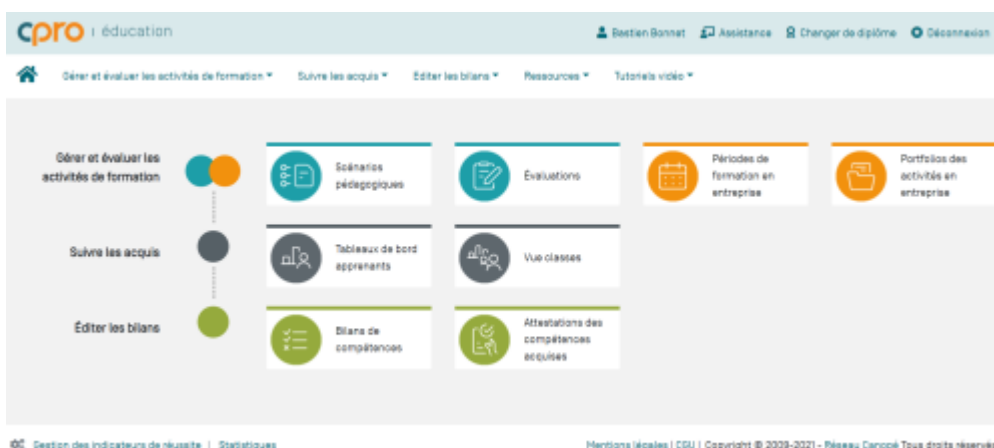 cpro | éducation
Bastien Bonnet Assistance Changer de diplôme Déconnexion
Gérer et évaluer les activités de formation Suivre les acquis Editer les bilans Ressources Tutoriels vidéo
Gérer et évaluer les
activités de formation
Scénarios
pédagogiques
Évaluations
Périodes de
formation en
entreprise
Portfolios des
activités en
entreprise
Suivre les acquis
Tableaux de bord
apprenants
Vue classes
Éditer les bilans
Bilans de
compétences
Attestations des
compétences
acquises
Gestion des indicateurs de réussite | Statistiques
Mentions légales | CGU | Copyright © 2009-2021 - Réseau Canopé Tous droits réservés